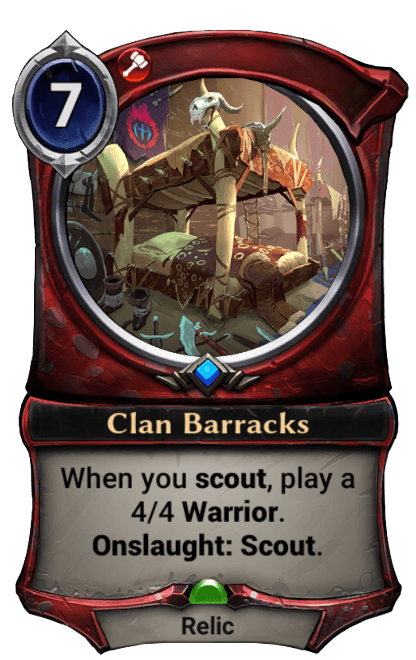 7
Clan Barracks
When you scout, play a
4/4 Warrior.
Onslaught: Scout.
Relic